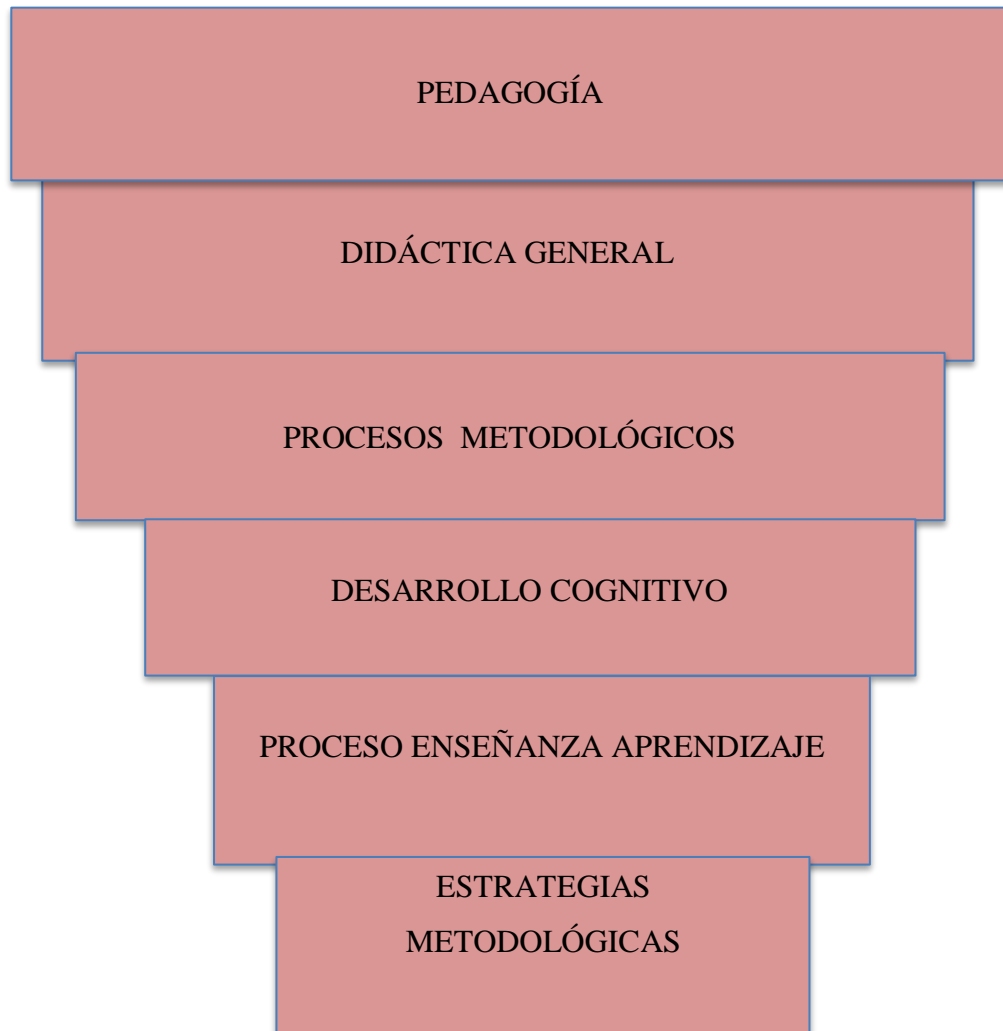 PEDAGOGÍA
DIDÁCTICA GENERAL
PROCESOS METODOLÓGICOS
DESARROLLO COGNITIVO
PROCESO ENSEÑANZA APRENDIZAJE
ESTRATEGIAS
METODOLÓGICAS